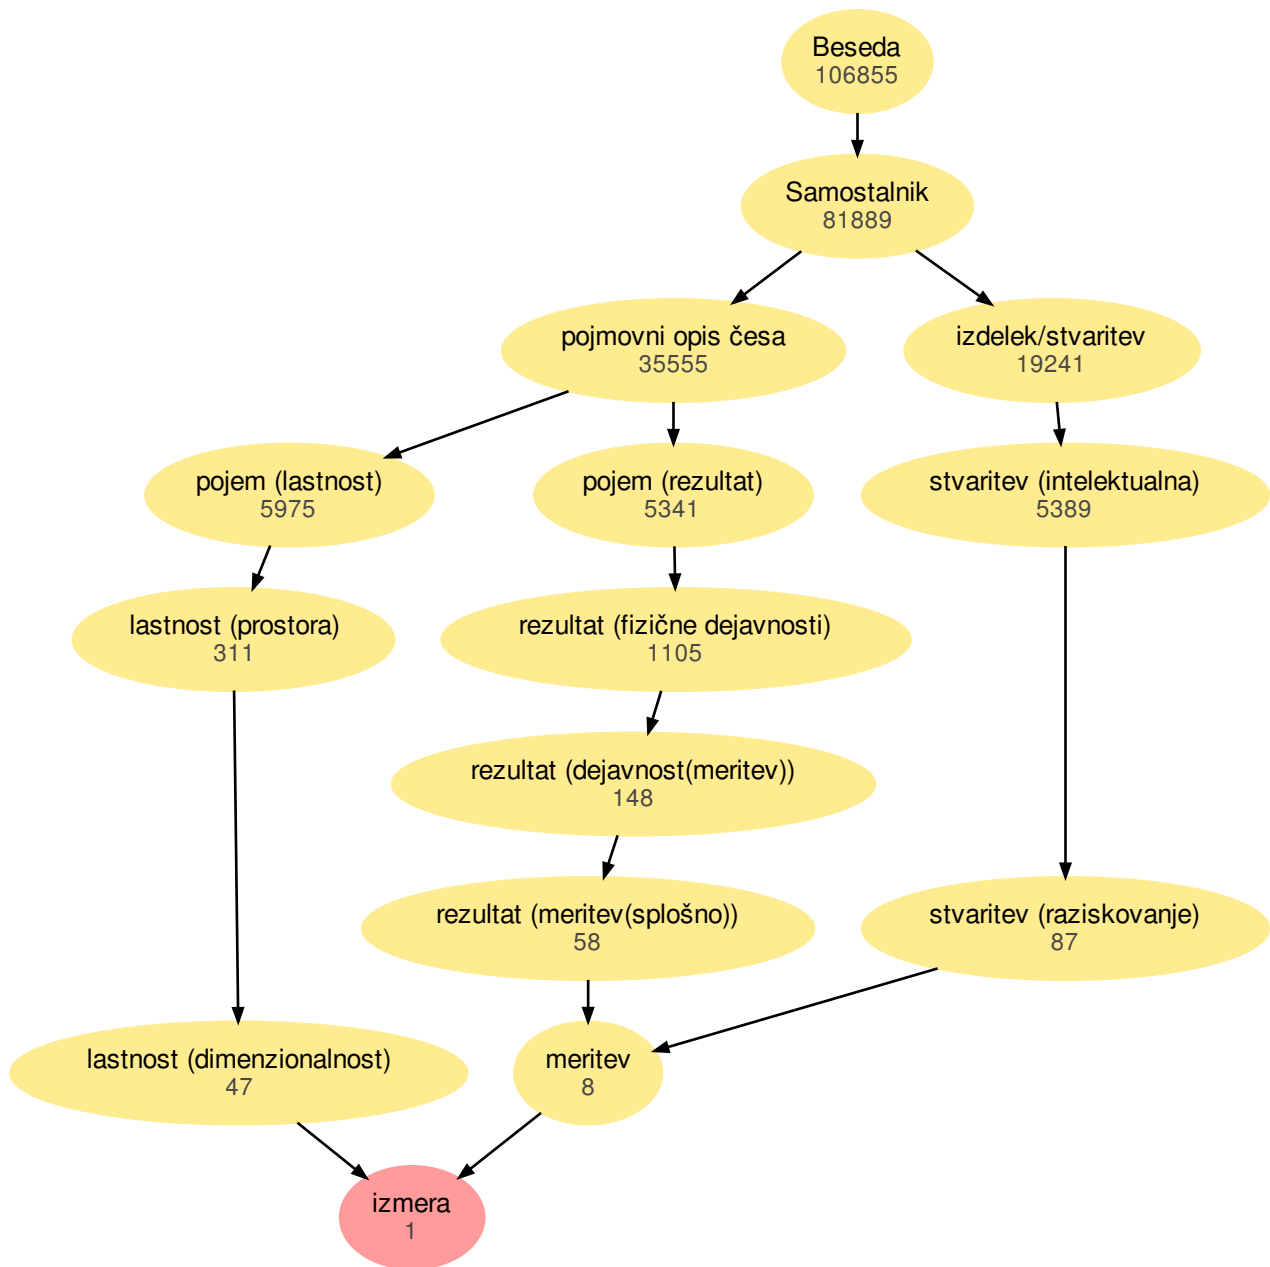 Beseda
106855
Samostalnik
81889
pojmovni opis česa
35555
izdelek/stvaritev
19241
pojem (lastnost)
5975
pojem (rezultat)
5341
stvaritev (intelektualna)
5389
lastnost (prostora)
311
rezultat (fizične dejavnosti)
1105
rezultat (dejavnost(meritev))
148
rezultat (meritev(splošno))
58
stvaritev (raziskovanje)
87
lastnost (dimenzionalnost)
47
meritev
8
izmera
1